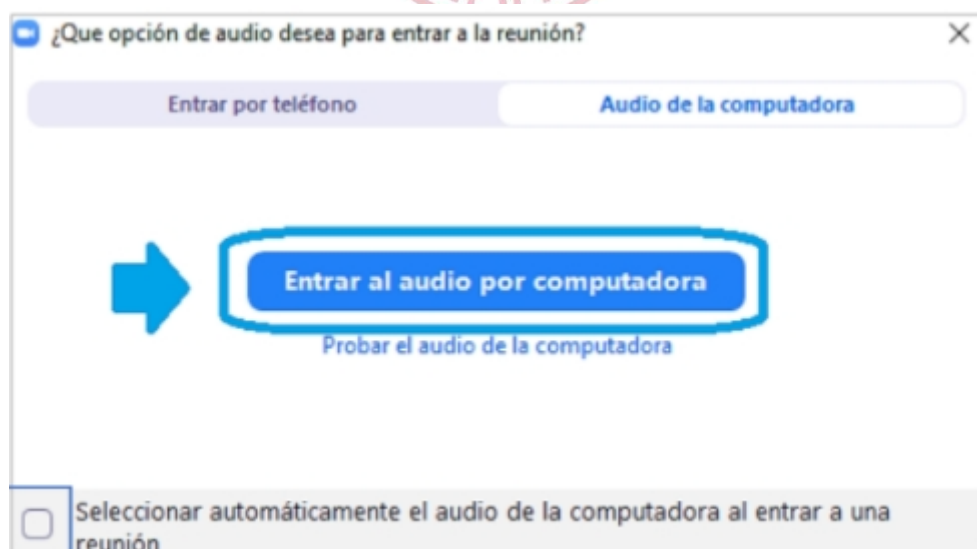 ¿Que opción de audio desea para entrar a la reunión?
Entrar por teléfono
Audio de la computadora
Entrar al audio por computadora
Probar el audio de la computadora
Seleccionar automáticamente el audio de la computadora al entrar a una
reunión